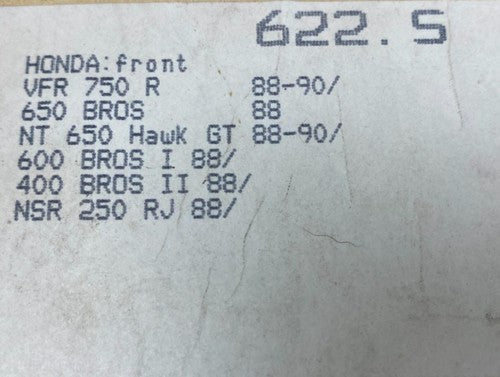 622.S
HONDA:front
VFR 750 R 88-90/
650 BROS 88
NT 650 Hawk GT 88-90/
600 BROS I 88/
400 BROS II 88/
NSR 250 RJ 88/